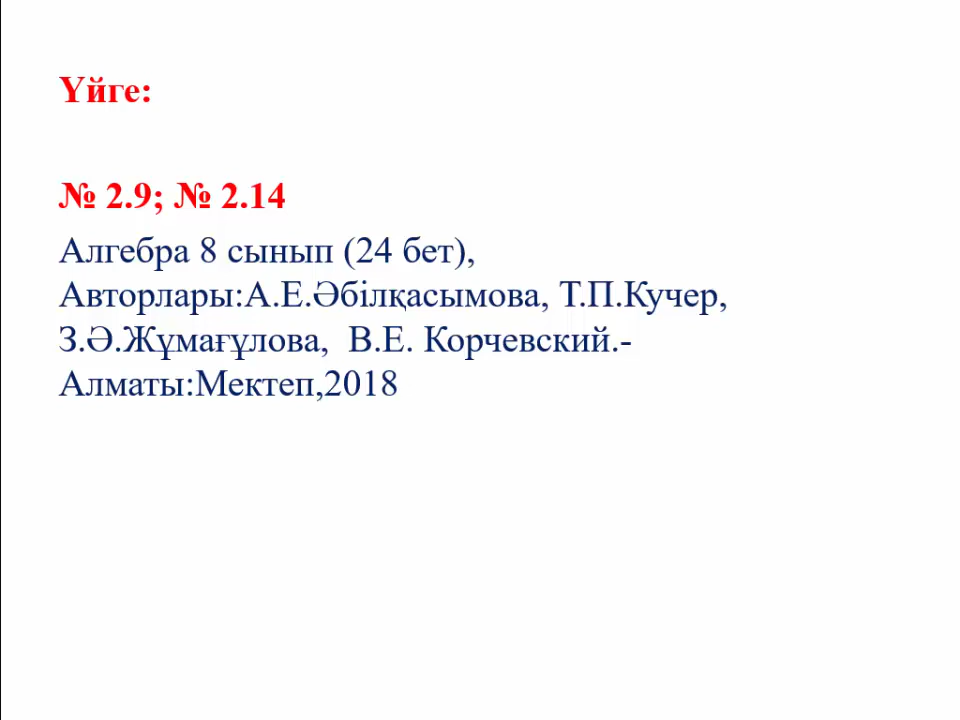 Үйге:
№ 2.9; № 2.14
Алгебра 8 сынып (24 бет),
Авторлары:А.Е.Әбілқасымова, Т.П.Кучер,
З.Ә.Жұмағұлова,  В.Е. Корчевский.-
Алматы:Мектеп,2018